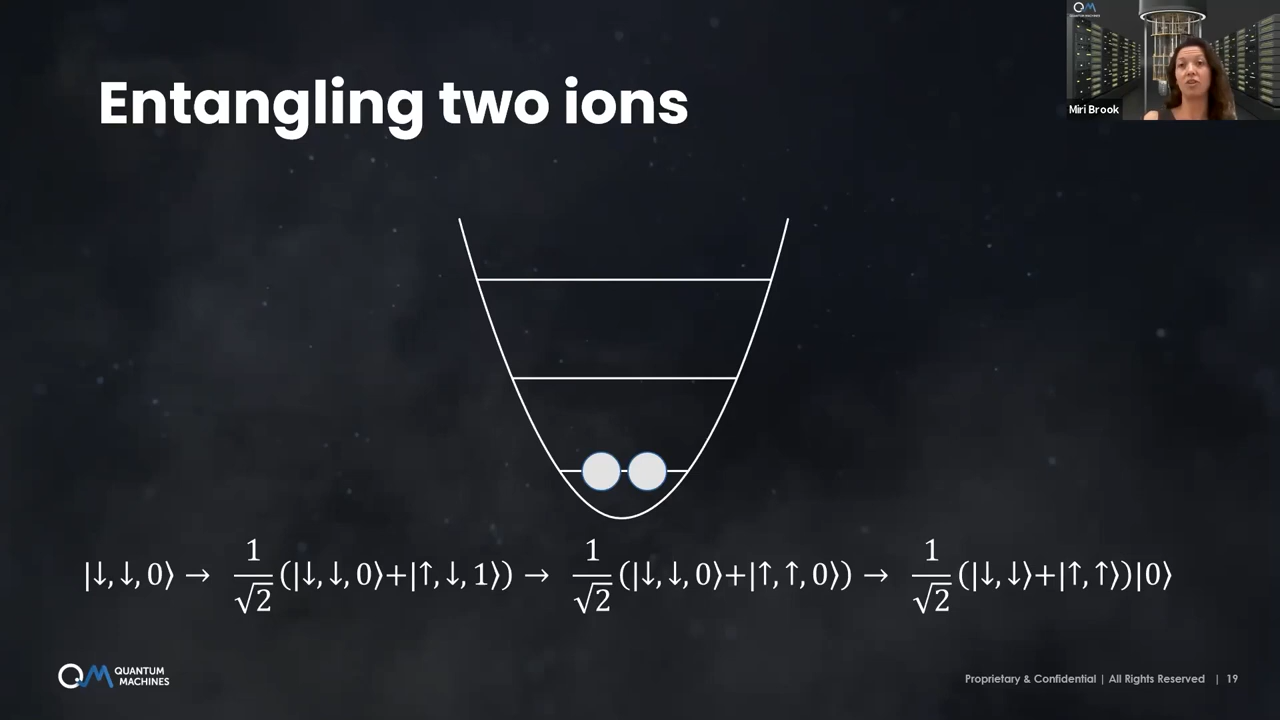 QM
QUANTUM MACHINES
Miri Brook
Entangling two ions
|↓,↓,0⟩ → 1/√2 (|↓,↓,0⟩+|↑,↓,1⟩) → 1/√2 (|↓,↓,0⟩+|↑,↑,0⟩) → 1/√2 (|↓,↓⟩+|↑,↑⟩)|0⟩
QM QUANTUM
MACHINES
Proprietary & Confidential | All Rights Reserved | 19